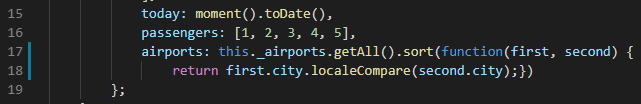 15 today: moment().toDate(),
16 passengers: [1, 2, 3, 4, 5],
17 airports: this._airports.getAll().sort(function(first, second) {
18 return first.city.localeCompare(second.city);})
19 };